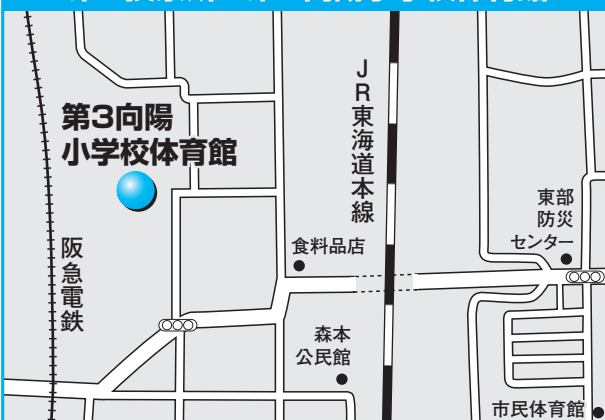 第3向陽
小学校体育館
JR東海道本線
阪急電鉄
食料品店
東部
防災
センター
森本
公民館
市民体育館